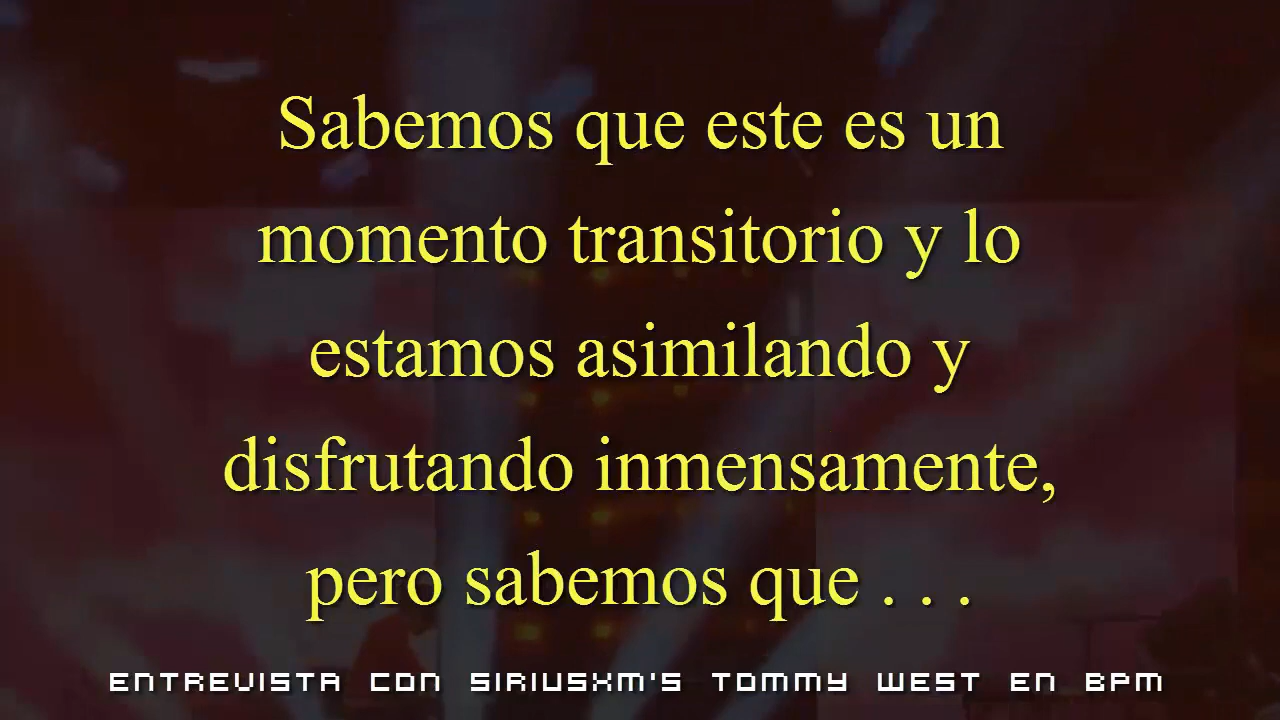 Sabemos que este es un
momento transitorio y lo
estamos asimilando y
disfrutando inmensamente,
pero sabemos que . . .
ENTREVISTA CON SIRIUSXM'S TOMMY WEST EN BPM